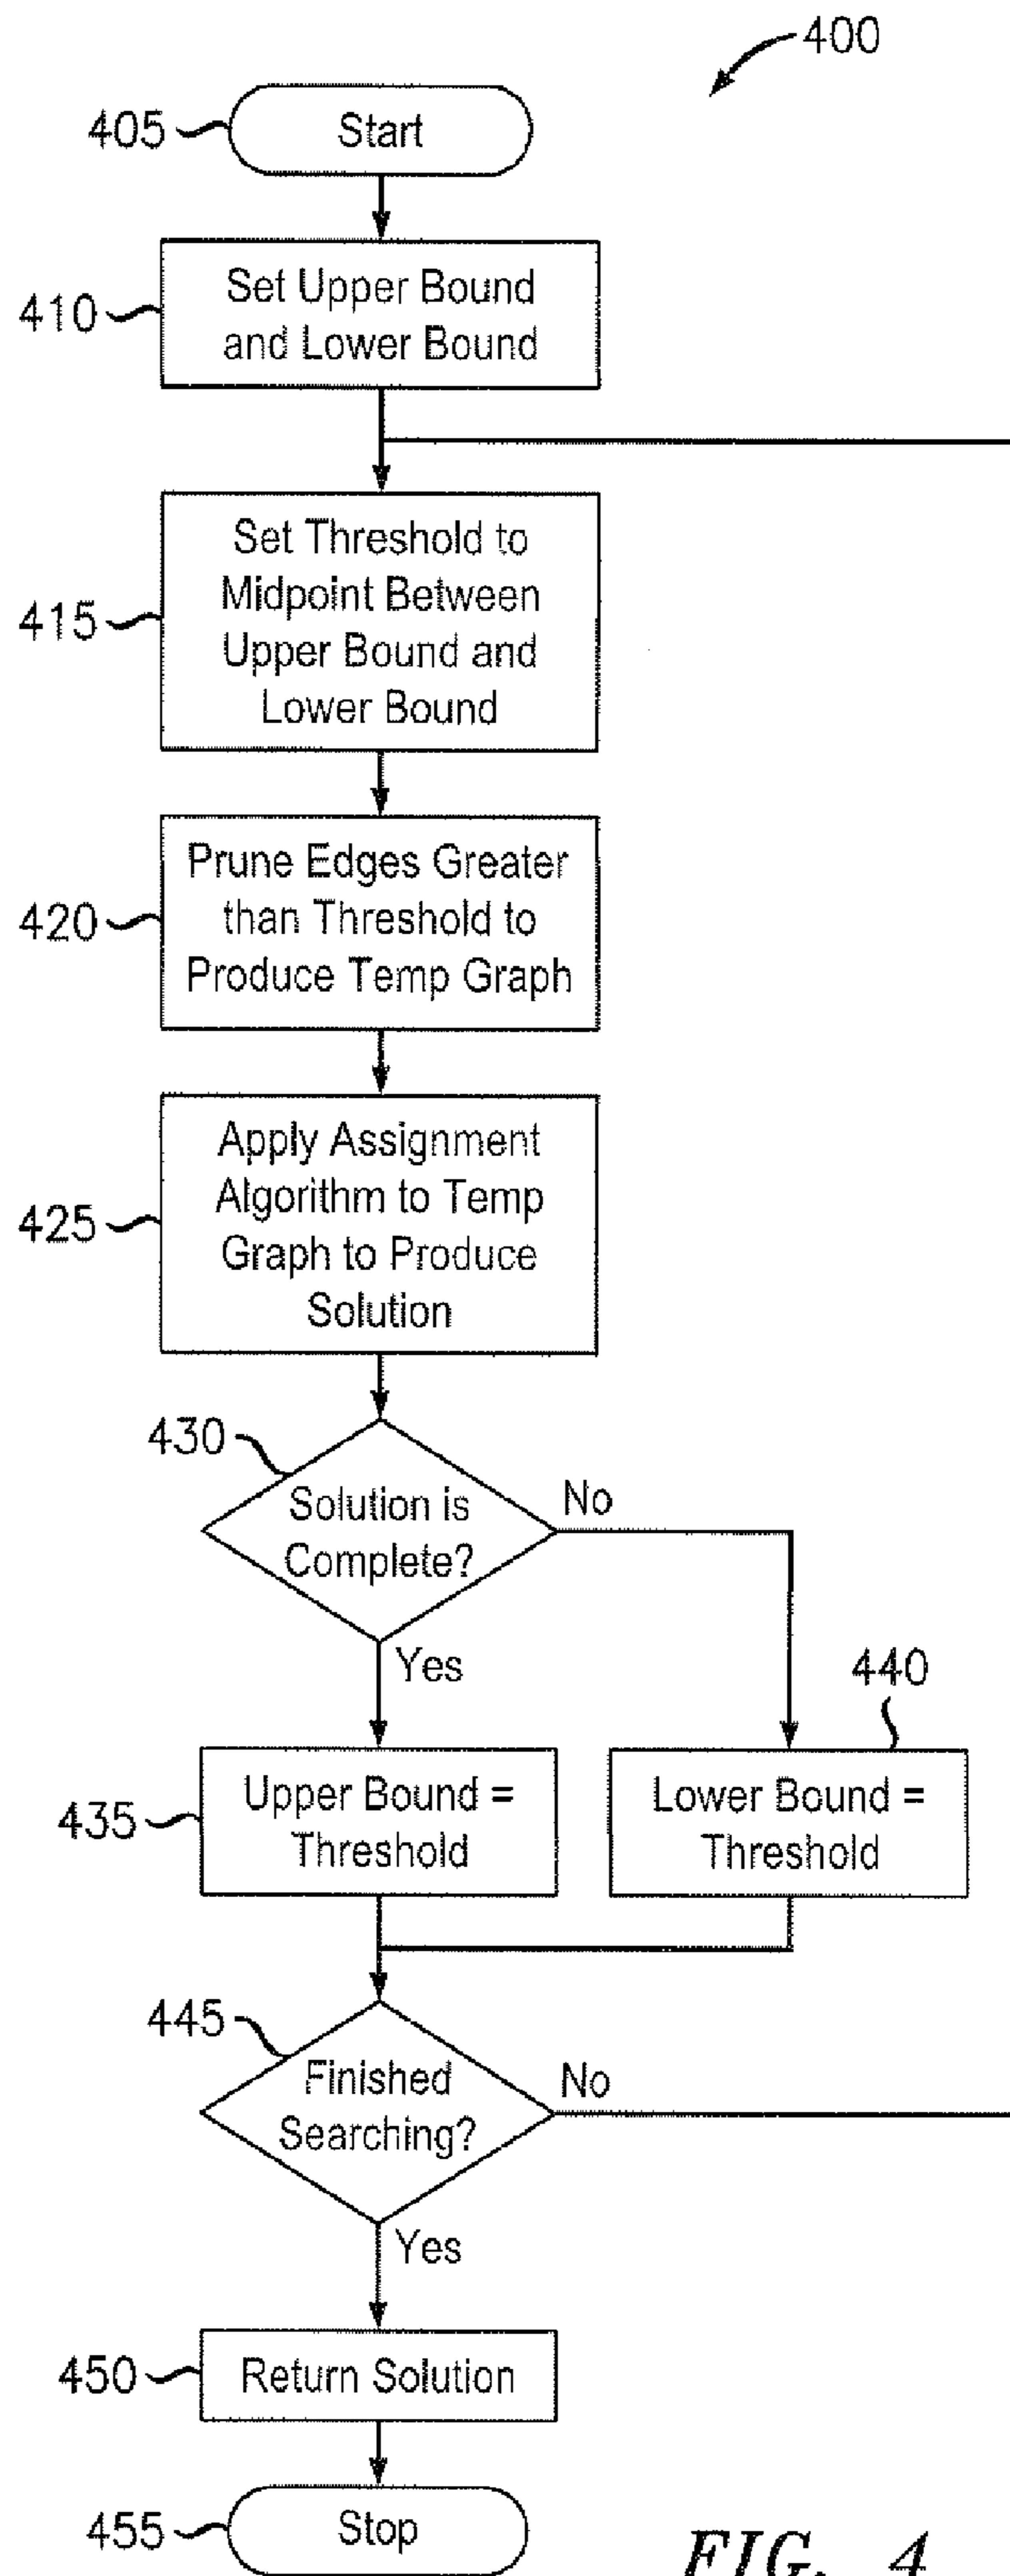 400
405
Start
410
Set Upper Bound
and Lower Bound
415
Set Threshold to
Midpoint Between
Upper Bound and
Lower Bound
420
Prune Edges Greater
than Threshold to
Produce Temp Graph
425
Apply Assignment
Algorithm to Temp
Graph to Produce
Solution
430
Solution is
Complete?
No
Yes
440
435
Upper Bound =
Threshold
Lower Bound =
Threshold
445
Finished
Searching?
No
Yes
450
Return Solution
455
Stop
FIG. 4